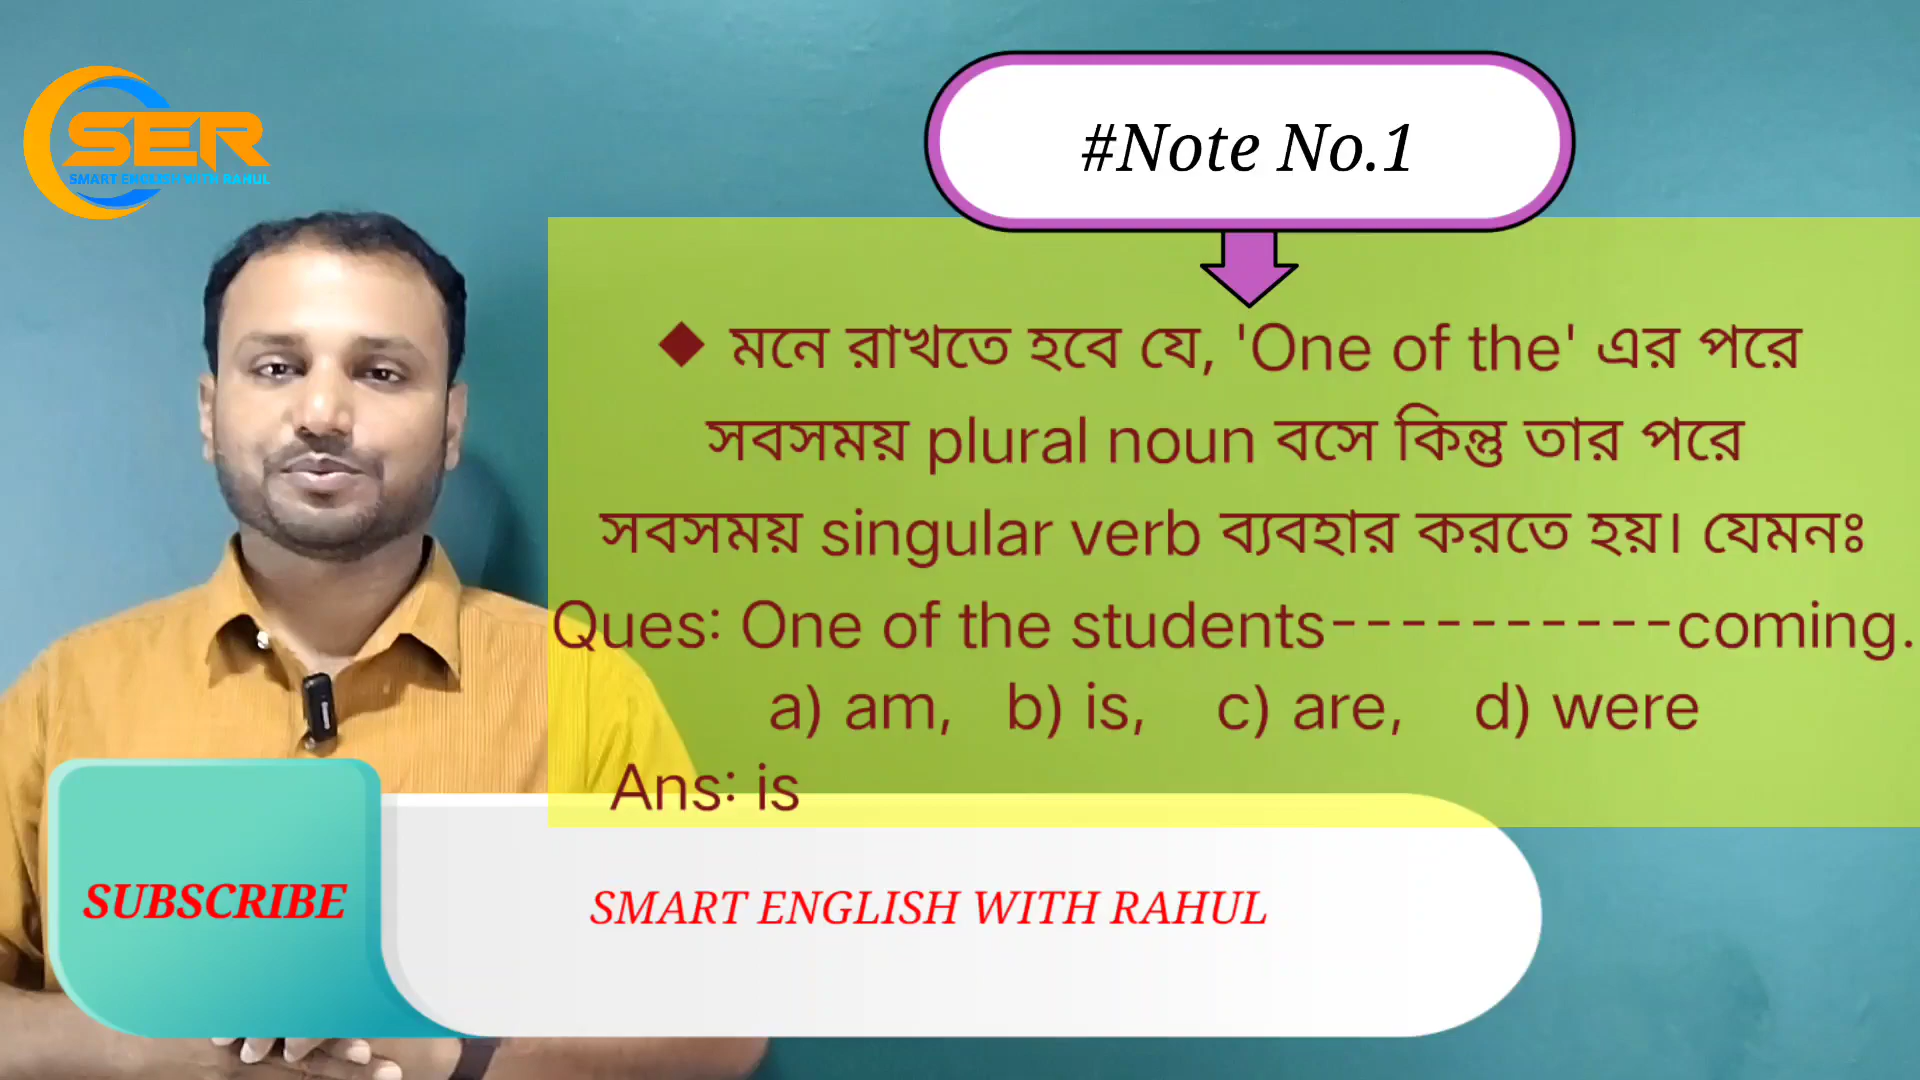 SER
SMART ENGLISH WITH RAHUL
#Note No.1
◆ মনে রাখতে হবে যে, 'One of the' এর পরে
সবসময় plural noun বসে কিন্তু তার পরে
সবসময় singular verb ব্যবহার করতে হয়। যেমনঃ
Ques: One of the students----------coming.
a) am, b) is, c) are, d) were
Ans: is
SUBSCRIBE
SMART ENGLISH WITH RAHUL